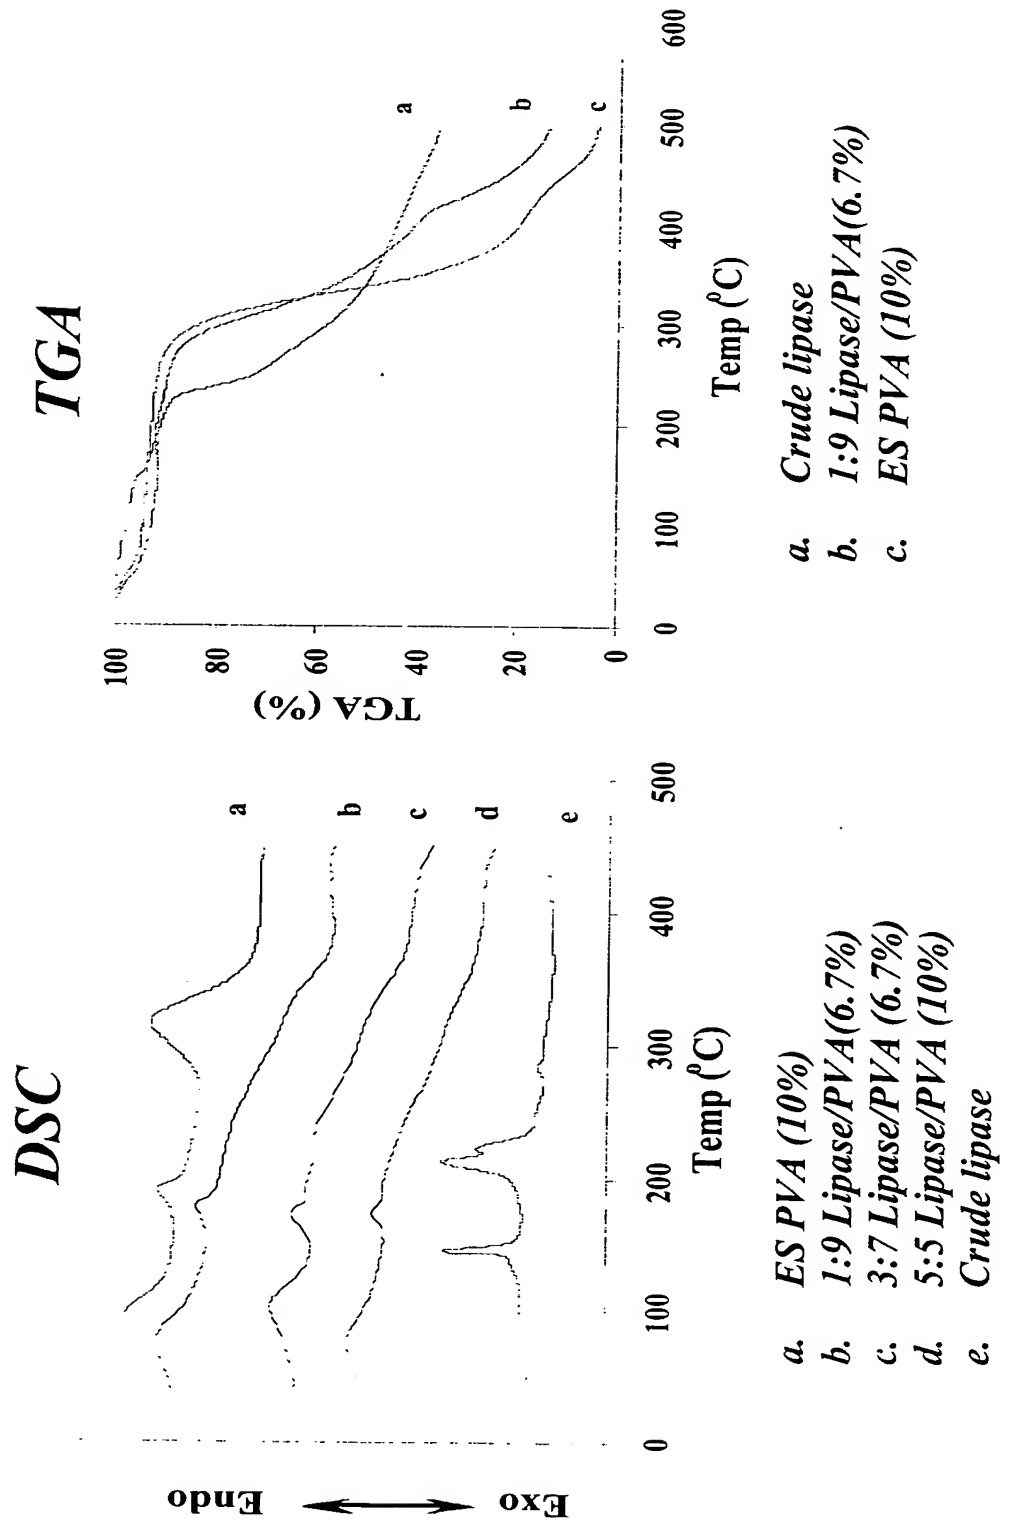 DSC
Endo
Exo
a
b
c
d
e
0
100
200
300
400
500
Temp (⁰C)
a. ES PVA (10%)
b. 1:9 Lipase/PVA(6.7%)
c. 3:7 Lipase/PVA (6.7%)
d. 5:5 Lipase/PVA (10%)
e. Crude lipase
TGA
TGA (%)
100
80
60
40
20
0
a
b
c
0
100
200
300
400
500
600
Temp (⁰C)
a. Crude lipase
b. 1:9 Lipase/PVA(6.7%)
c. ES PVA (10%)